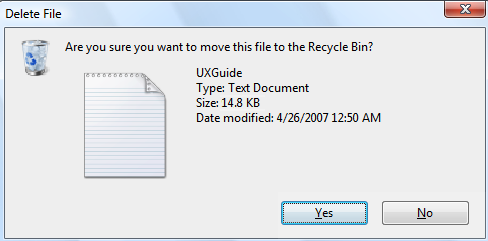 Delete File
Are you sure you want to move this file to the Recycle Bin?
UXGuide
Type: Text Document
Size: 14.8 KB
Date modified: 4/26/2007 12:50 AM
Yes
No